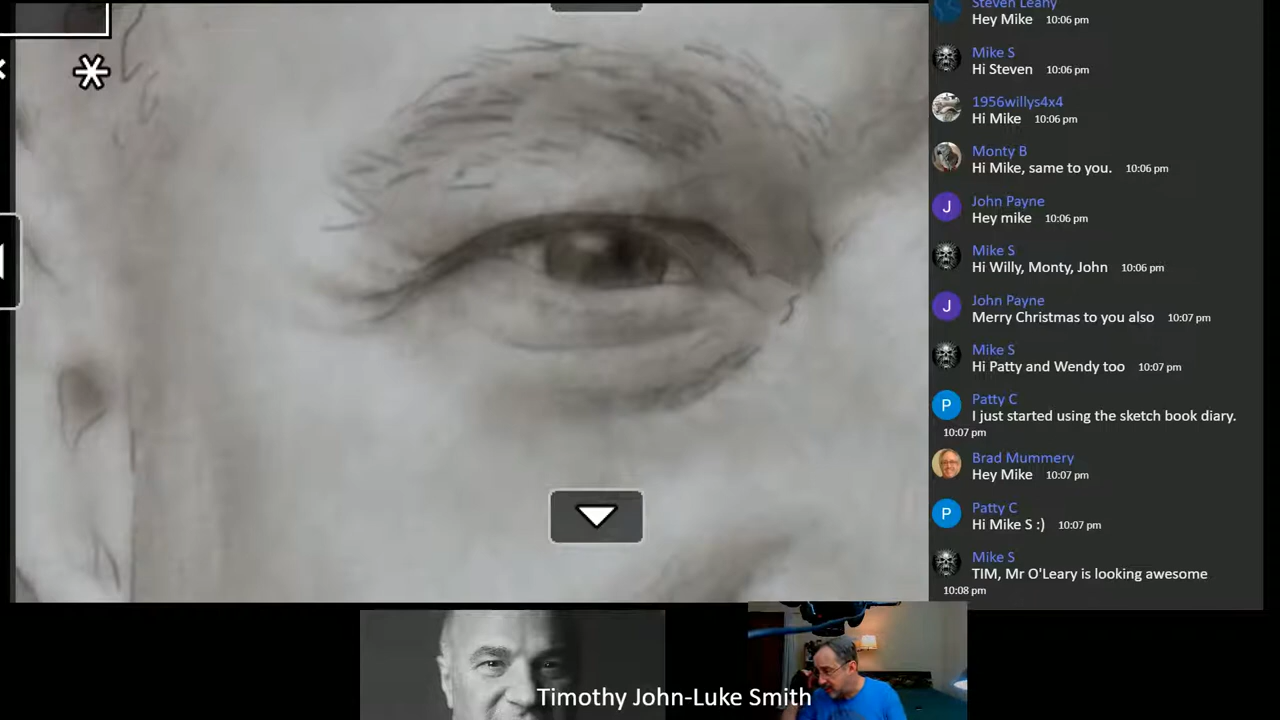 Steven Leahy
Hey Mike 10:06 pm
Mike S
Hi Steven 10:06 pm
1956willys4x4
Hi Mike 10:06 pm
Monty B
Hi Mike, same to you. 10:06 pm
J
John Payne
Hey mike 10:06 pm
Mike S
Hi Willy, Monty, John 10:06 pm
J
John Payne
Merry Christmas to you also 10:07 pm
Mike S
Hi Patty and Wendy too 10:07 pm
P
Patty C
I just started using the sketch book diary.
10:07 pm
Brad Mummery
Hey Mike 10:07 pm
P
Patty C
Hi Mike S :) 10:07 pm
Mike S
TIM, Mr O'Leary is looking awesome
10:08 pm
Timothy John-Luke Smith